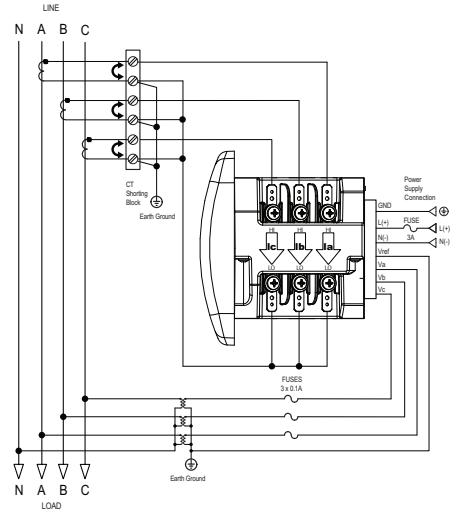 LINE
N A B C
CT
Shorting
Block
Earth Ground
Power
Supply
Connection
GND
L(+)
FUSE
3A
L(+)
N(-)
N(-)
Vref
Va
Vb
Vc
HI HI HI
Ic Ib Ia
LO LO LO
FUSES
3 x 0.1A
Earth Ground
N A B C
LOAD